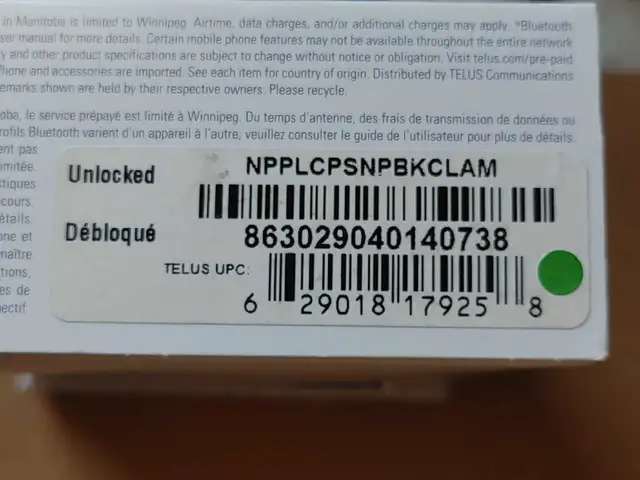 in Manitoba is limited to Winnipeg. Airtime, data charges, and/or additional charges may apply. *Bluetooth
ser manual for more details. Certain mobile phone features may not be available throughout the entire network
y and other product specifications are subject to change without notice or obligation. Visit telus.com/pre-paid
Phone and accessories are imported. See each item for country of origin. Distributed by TELUS Communications
emarks shown are held by their respective owners. Please recycle.
oba, le service prépayé est limité à Winnipeg. Du temps d'antenne, des frais de transmission de données ou
rofils Bluetooth varient d'un appareil à l'autre; veuillez consulter le guide de l'utilisateur pour plus de détails.
ent pas
imitée.
tiques
cours.
étails.
one et
naître
tions,
es de
ectif.
Unlocked
NPPLCPSNPBKCLAM
Débloqué
863029040140738
TELUS UPC:
6 29018 17925 8